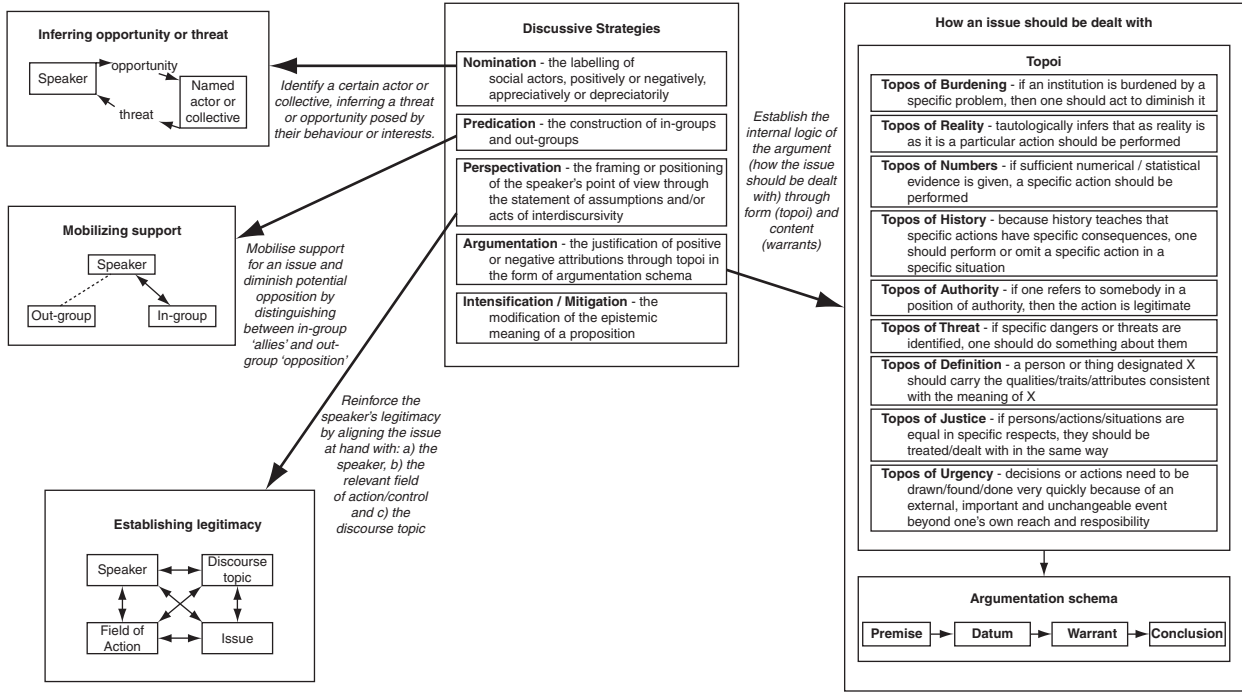 Inferring opportunity or threat
opportunity
Speaker
Named
actor or
collective
threat
Identify a certain actor or
collective, inferring a threat
or opportunity posed by
their behaviour or interests.
Mobilizing support
Speaker
Out-group
In-group
Mobilise support
for an issue and
diminish potential
opposition by
distinguishing
between in-group
‘allies’ and out-
group ‘opposition’
Reinforce the
speaker’s legitimacy
by aligning the issue
at hand with: a) the
speaker, b) the
relevant field
of action/control
and c) the
discourse topic
Establishing legitimacy
Speaker
Discourse
topic
Field of
Action
Issue
Discussive Strategies
Nomination - the labelling of
social actors, positively or negatively,
appreciatively or depreciatorily
Predication - the construction of in-groups
and out-groups
Perspectivation - the framing or positioning
of the speaker’s point of view through
the statement of assumptions and/or
acts of interdiscursivity
Argumentation - the justification of positive
or negative attributions through topoi in
the form of argumentation schema
Intensification / Mitigation - the
modification of the epistemic
meaning of a proposition
Establish the
internal logic of
the argument
(how the issue
should be dealt
with) through
form (topoi) and
content
(warrants)
How an issue should be dealt with
Topoi
Topos of Burdening - if an institution is burdened by a
specific problem, then one should act to diminish it
Topos of Reality - tautologically infers that as reality is
as it is a particular action should be performed
Topos of Numbers - if sufficient numerical / statistical
evidence is given, a specific action should be
performed
Topos of History - because history teaches that
specific actions have specific consequences, one
should perform or omit a specific action in a
specific situation
Topos of Authority - if one refers to somebody in a
position of authority, then the action is legitimate
Topos of Threat - if specific dangers or threats are
identified, one should do something about them
Topos of Definition - a person or thing designated X
should carry the qualities/traits/attributes consistent
with the meaning of X
Topos of Justice - if persons/actions/situations are
equal in specific respects, they should be
treated/dealt with in the same way
Topos of Urgency - decisions or actions need to be
drawn/found/done very quickly because of an
external, important and unchangeable event
beyond one’s own reach and resposibility
Argumentation schema
Premise
Datum
Warrant
Conclusion